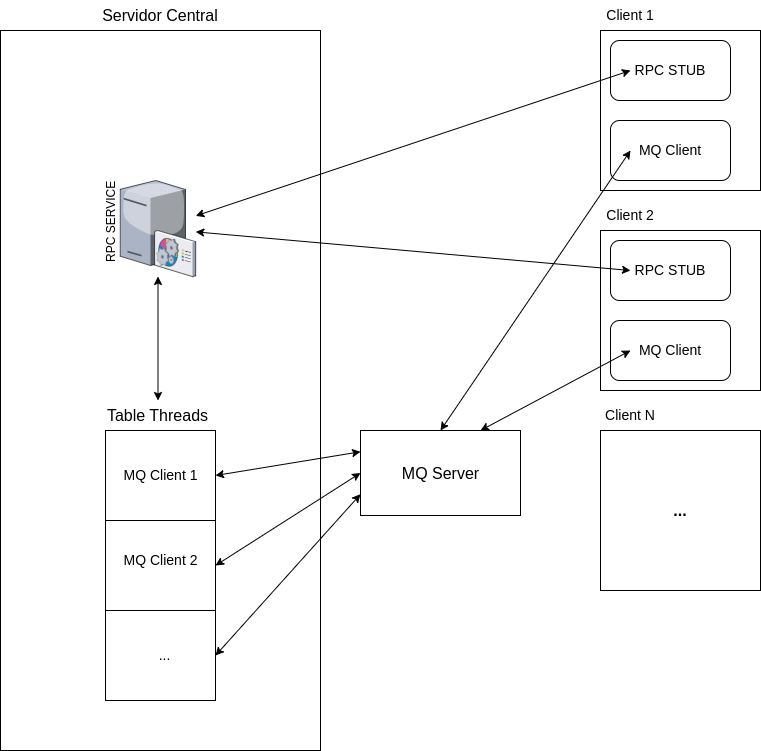 Servidor Central
Client 1
RPC STUB
MQ Client
RPC SERVICE
Client 2
RPC STUB
MQ Client
Table Threads
Client N
MQ Client 1
MQ Server
...
MQ Client 2
...